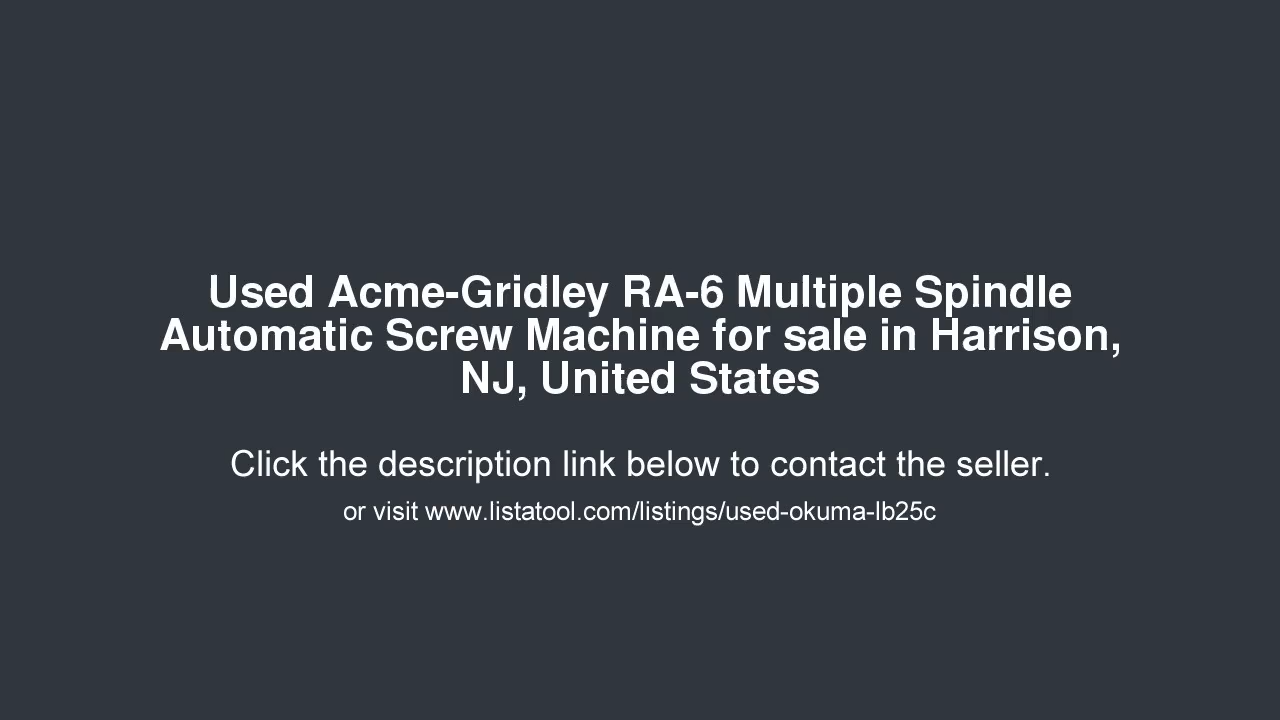 Used Acme-Gridley RA-6 Multiple Spindle
Automatic Screw Machine for sale in Harrison,
NJ, United States
Click the description link below to contact the seller.
or visit www.listatool.com/listings/used-okuma-lb25c